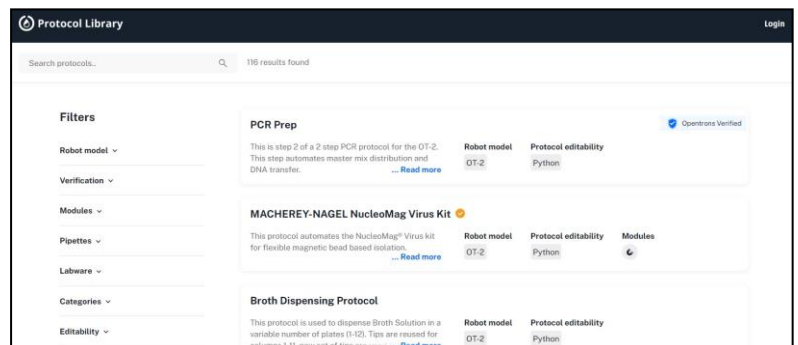 Protocol Library
Login
Search protocols..
116 results found
Filters
Robot model
Verification
Modules
Pipettes
Labware
Categories
Editability
PCR Prep
Opentrons Verified
This is step 2 of a 2 step PCR protocol for the OT-2.
This step automates master mix distribution and
DNA transfer.
... Read more
Robot model
OT-2
Protocol editability
Python
MACHEREY-NAGEL NucleoMag Virus Kit
This protocol automates the NucleoMag® Virus kit
for flexible magnetic bead based isolation.
... Read more
Robot model
OT-2
Protocol editability
Python
Modules
Broth Dispensing Protocol
This protocol is used to dispense Broth Solution in a
variable number of plates (1-12). Tips are reused for
Robot model
OT-2
Protocol editability
Python